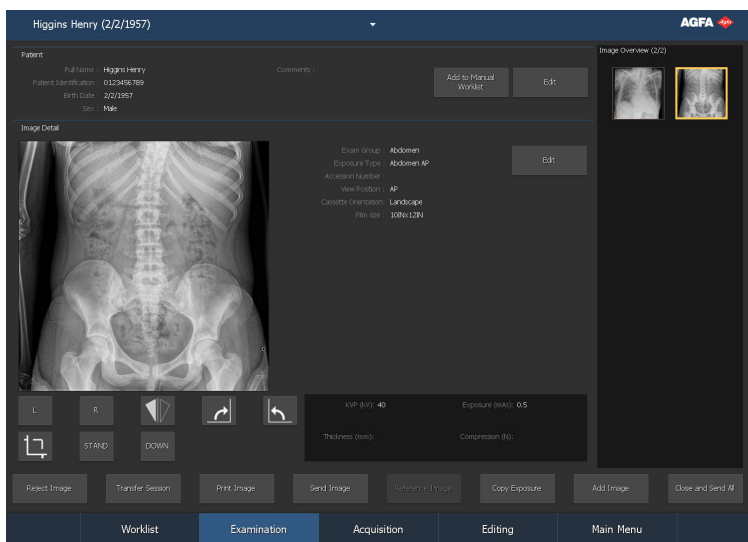 Higgins Henry (2/2/1957)
AGFA
Patient
Full Name : Higgins Henry
Patient Identification : 0123456789
Birth Date : 2/2/1957
Sex : Male
Comments :
Add to Manual
Worklist
Edit
Image Overview (2/2)
Image Detail
Exam Group : Abdomen
Exposure Type : Abdomen AP
Accession Number :
View Position : AP
Cassette Orientation : Landscape
Film size : 10INx12IN
Edit
L
R
STAND
DOWN
KVP (kV): 40
Exposure (mAs): 0.5
Thickness (mm):
Compression (N):
Reject Image
Transfer Session
Print Image
Send Image
Reference Image
Copy Exposure
Add Image
Close and Send All
Worklist
Examination
Acquisition
Editing
Main Menu